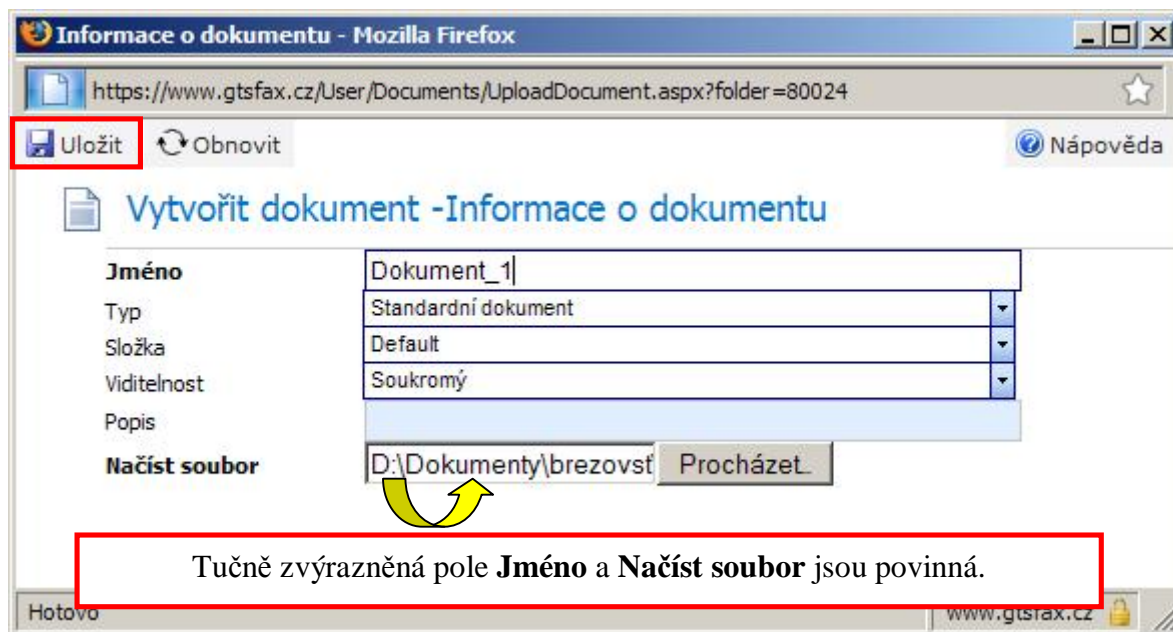 Informace o dokumentu - Mozilla Firefox
https://www.gtsfax.cz/User/Documents/UploadDocument.aspx?folder=80024
Uložit Obnovit Nápověda
Vytvořit dokument -Informace o dokumentu
Jméno Dokument_1
Typ Standardní dokument
Složka Default
Viditelnost Soukromý
Popis
Načíst soubor D:\Dokumenty\brezovsť Procházet..
Tučně zvýrazněná pole Jméno a Načíst soubor jsou povinná.
Hotovo www.gtsfax.cz